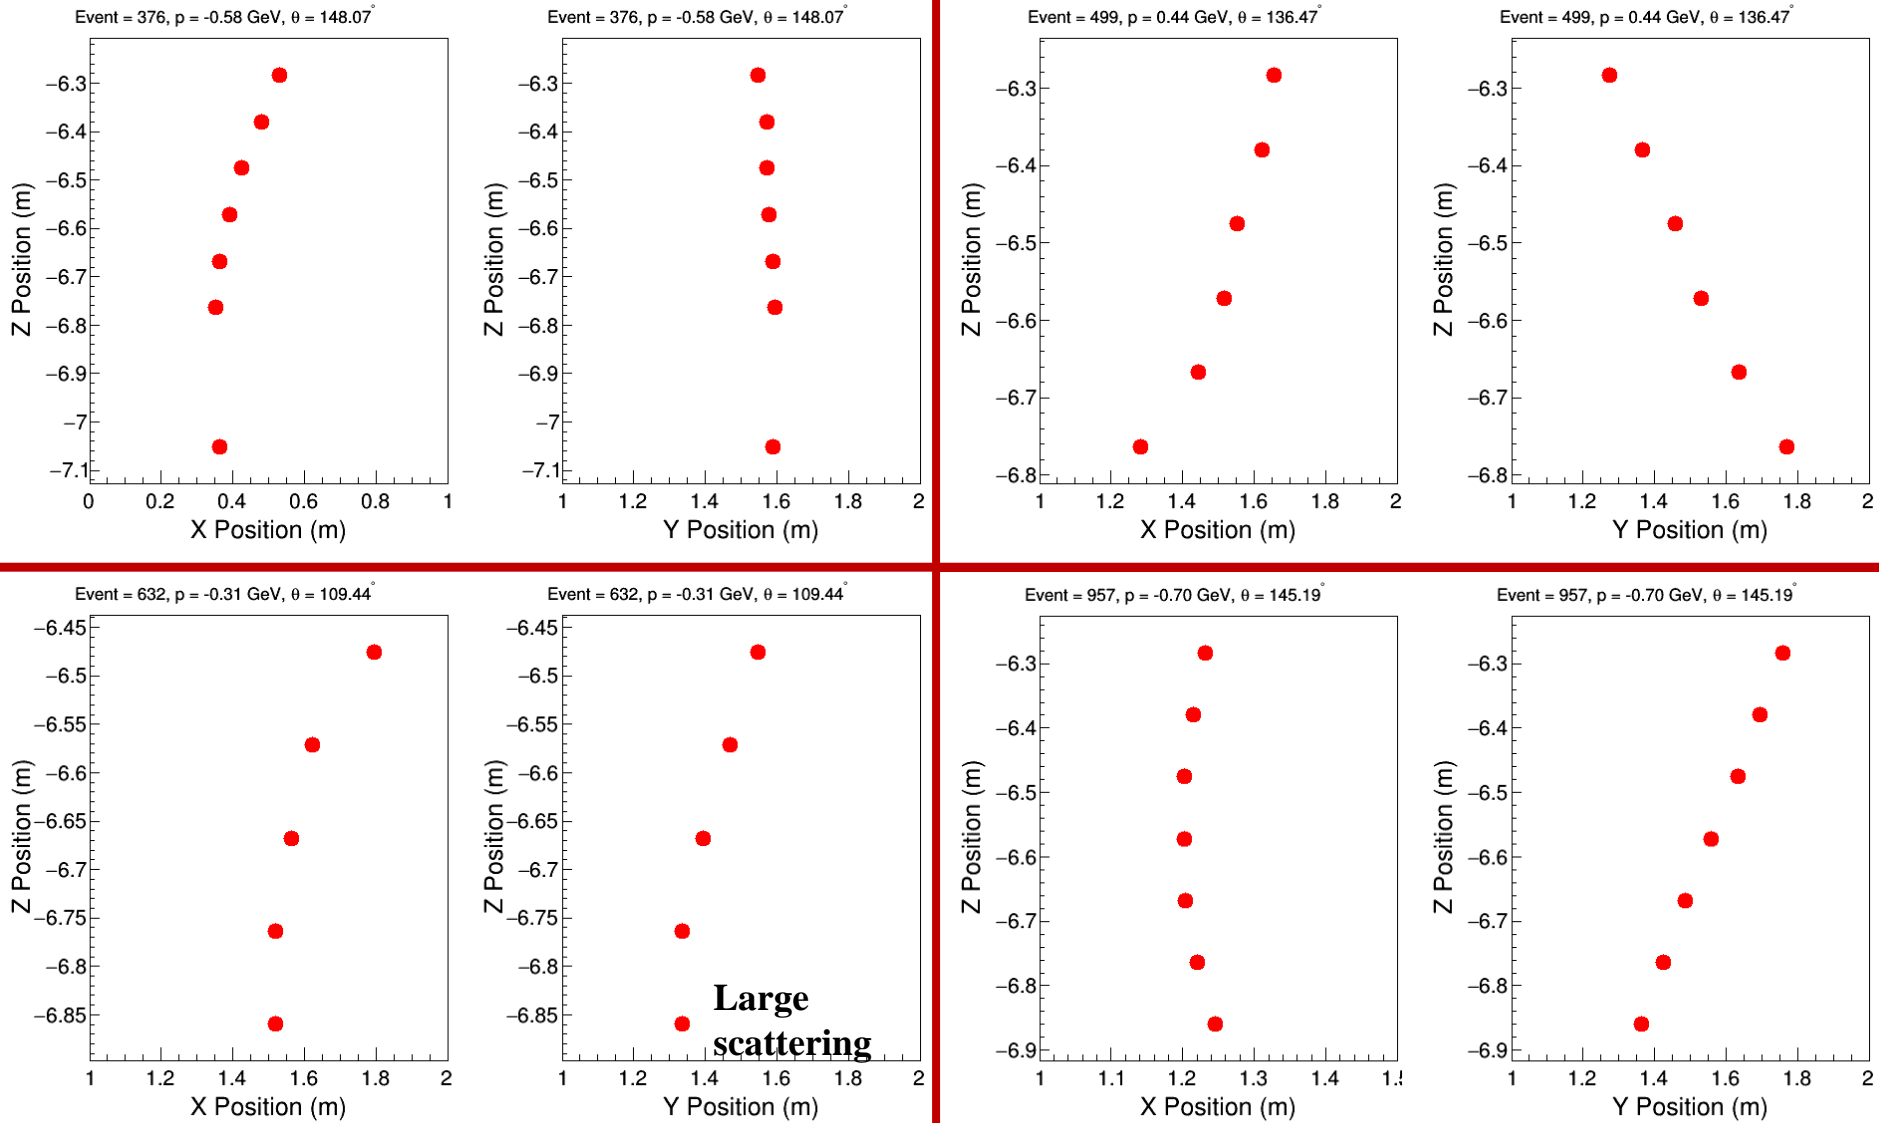 Event = 376, p = -0.58 GeV, θ = 148.07°
−6.3
−6.4
−6.5
−6.6
−6.7
−6.8
−6.9
−7
−7.1
0 0.2 0.4 0.6 0.8 1
Z Position (m)
X Position (m)
Event = 376, p = -0.58 GeV, θ = 148.07°
−6.3
−6.4
−6.5
−6.6
−6.7
−6.8
−6.9
−7
−7.1
1 1.2 1.4 1.6 1.8 2
Z Position (m)
Y Position (m)
Event = 499, p = 0.44 GeV, θ = 136.47°
−6.3
−6.4
−6.5
−6.6
−6.7
−6.8
1 1.2 1.4 1.6 1.8 2
Z Position (m)
X Position (m)
Event = 499, p = 0.44 GeV, θ = 136.47°
−6.3
−6.4
−6.5
−6.6
−6.7
−6.8
1 1.2 1.4 1.6 1.8 2
Z Position (m)
Y Position (m)
Event = 632, p = -0.31 GeV, θ = 109.44°
−6.45
−6.5
−6.55
−6.6
−6.65
−6.7
−6.75
−6.8
−6.85
1 1.2 1.4 1.6 1.8 2
Z Position (m)
X Position (m)
Event = 632, p = -0.31 GeV, θ = 109.44°
−6.45
−6.5
−6.55
−6.6
−6.65
−6.7
−6.75
−6.8
−6.85
Large
scattering
1 1.2 1.4 1.6 1.8 2
Z Position (m)
Y Position (m)
Event = 957, p = -0.70 GeV, θ = 145.19°
−6.3
−6.4
−6.5
−6.6
−6.7
−6.8
−6.9
1 1.1 1.2 1.3 1.4
Z Position (m)
X Position (m)
Event = 957, p = -0.70 GeV, θ = 145.19°
−6.3
−6.4
−6.5
−6.6
−6.7
−6.8
−6.9
1 1.2 1.4 1.6 1.8 2
Z Position (m)
Y Position (m)